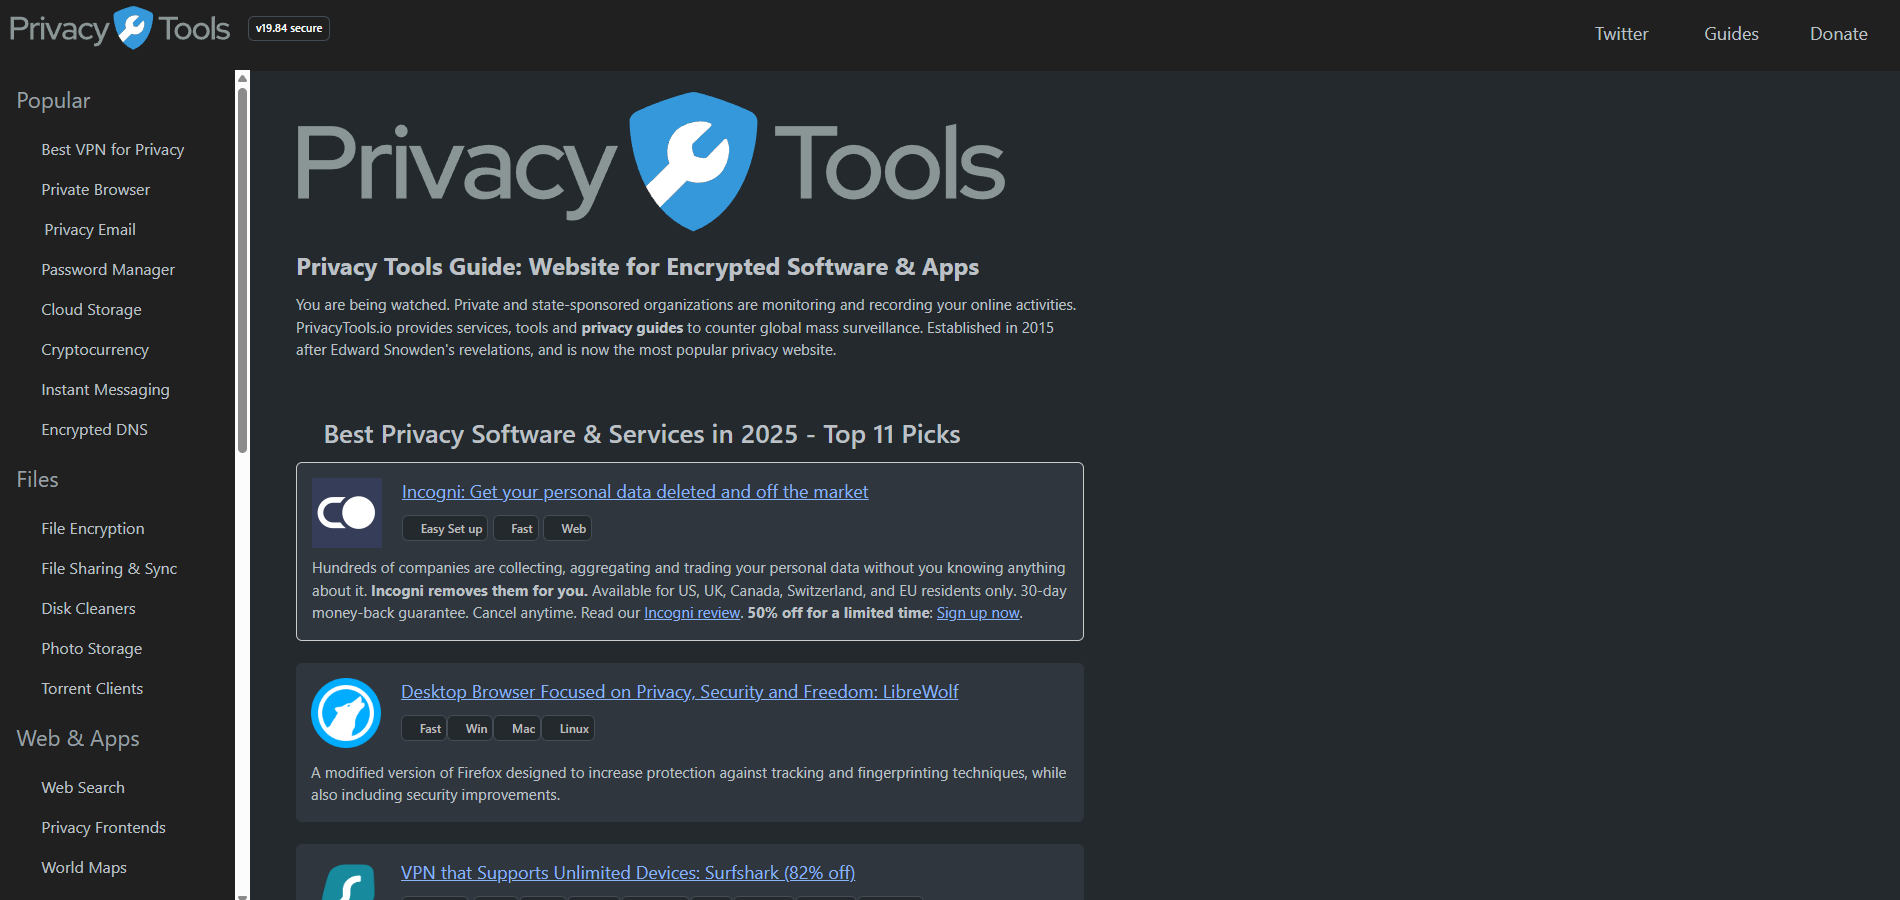 Privacy Tools
v19.84 secure
Twitter
Guides
Donate
Popular
Best VPN for Privacy
Private Browser
Privacy Email
Password Manager
Cloud Storage
Cryptocurrency
Instant Messaging
Encrypted DNS
Files
File Encryption
File Sharing & Sync
Disk Cleaners
Photo Storage
Torrent Clients
Web & Apps
Web Search
Privacy Frontends
World Maps
Privacy Tools
Privacy Tools Guide: Website for Encrypted Software & Apps
You are being watched. Private and state-sponsored organizations are monitoring and recording your online activities.
PrivacyTools.io provides services, tools and privacy guides to counter global mass surveillance. Established in 2015
after Edward Snowden's revelations, and is now the most popular privacy website.
Best Privacy Software & Services in 2025 - Top 11 Picks
Incogni: Get your personal data deleted and off the market
Easy Set up Fast Web
Hundreds of companies are collecting, aggregating and trading your personal data without you knowing anything
about it. Incogni removes them for you. Available for US, UK, Canada, Switzerland, and EU residents only. 30-day
money-back guarantee. Cancel anytime. Read our Incogni review. 50% off for a limited time: Sign up now.
Desktop Browser Focused on Privacy, Security and Freedom: LibreWolf
Fast Win Mac Linux
A modified version of Firefox designed to increase protection against tracking and fingerprinting techniques, while
also including security improvements.
VPN that Supports Unlimited Devices: Surfshark (82% off)